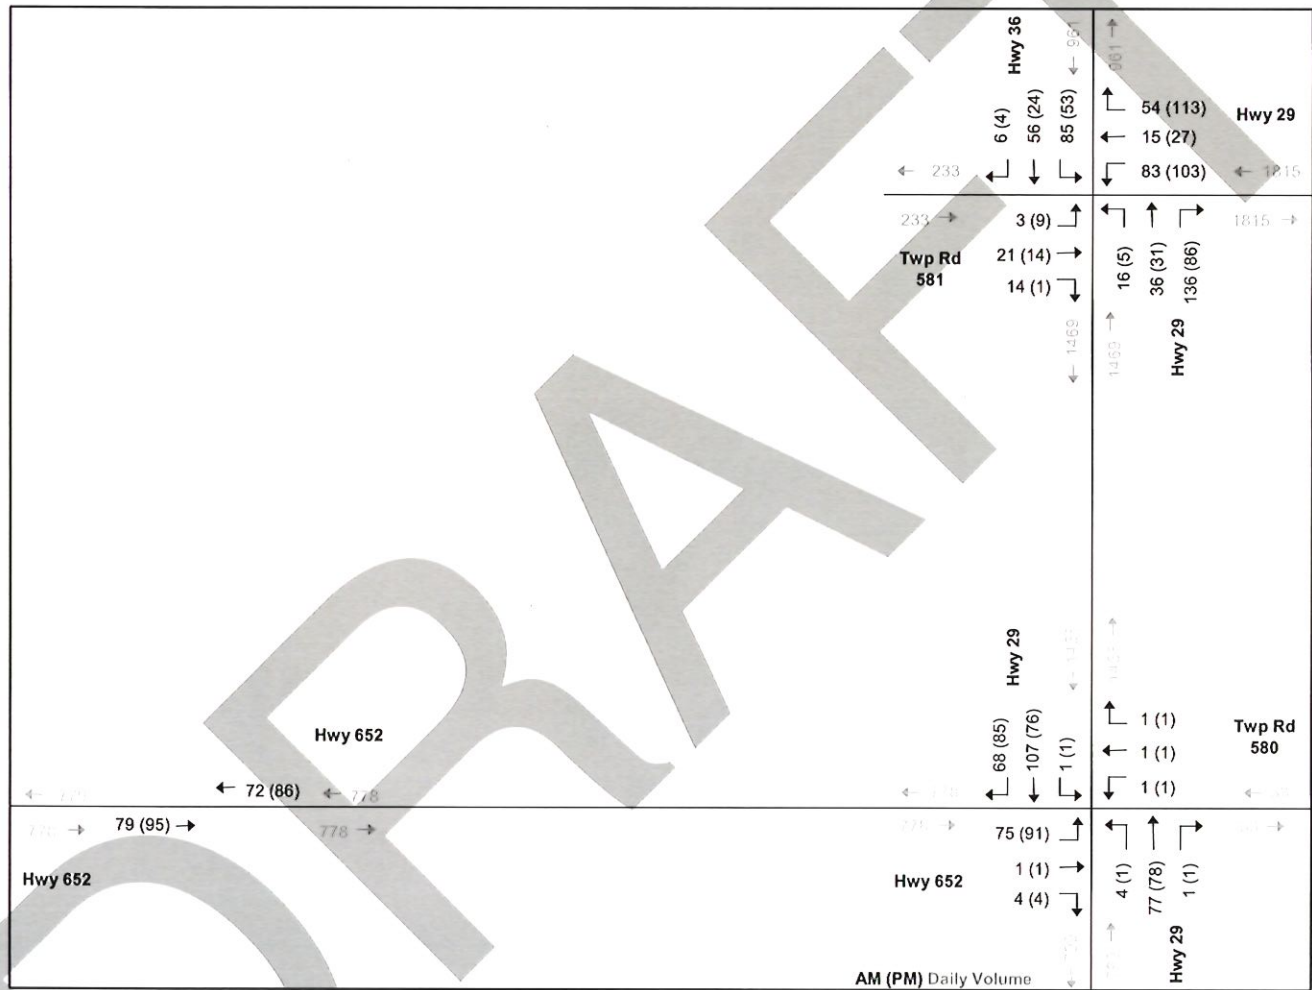 DRAFT
Hwy 36
← 961
961 →
6 (4)
56 (24)
85 (53)
54 (113)
15 (27)
83 (103)
Hwy 29
← 233
← 1815
233 →
1815 →
Twp Rd
581
3 (9)
21 (14)
14 (1)
16 (5)
36 (31)
136 (86)
← 1469
1469 →
Hwy 29
Hwy 29
68 (85)
107 (76)
1 (1)
1 (1)
1 (1)
1 (1)
Twp Rd
580
Hwy 652
← 72 (86)
← 778
79 (95) →
778 →
Hwy 652
Hwy 652
75 (91)
1 (1)
4 (4)
4 (1)
77 (78)
1 (1)
Hwy 29
AM (PM) Daily Volume